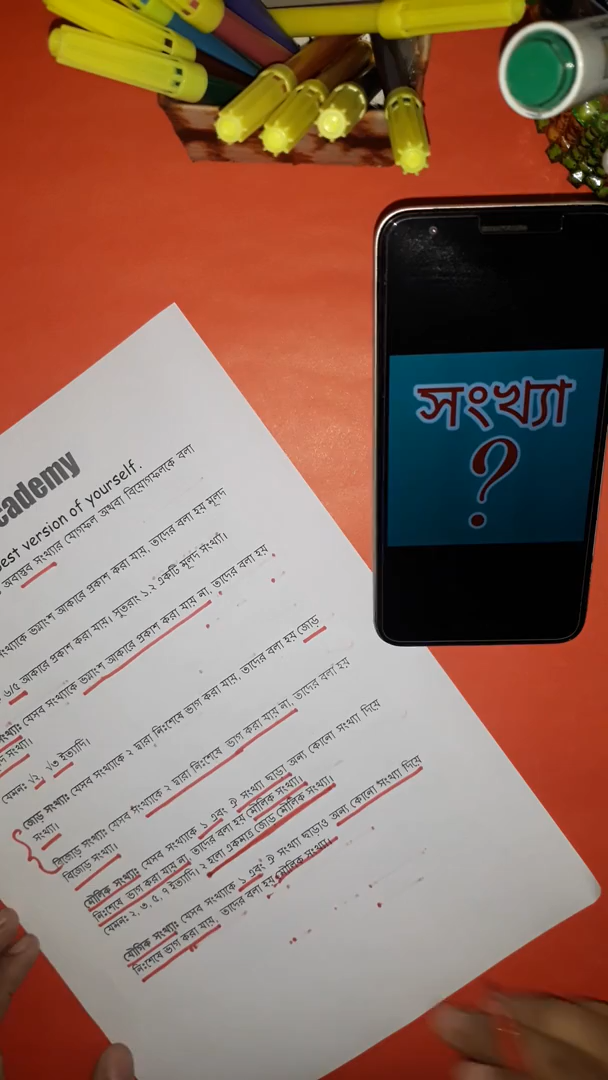 cademy
est version of yourself.
অবাস্তব সংখ্যার যোগফল অথবা বিয়োগফলকে বলা
সংখ্যাকে ভগ্নাংশ আকারে প্রকাশ করা যায়, তাদের বলা হয় মূলদ
৬/৫ আকারে প্রকাশ করা যায়। সুতরাং ১.২ একটি মূলদ সংখ্যা।
সংখ্যাঃ যেসব সংখ্যাকে ভগ্নাংশ আকারে প্রকাশ করা যায় না, তাদের বলা হয়
দ সংখ্যা।
যেমনঃ √২, √৩ ইত্যাদি।
জোড় সংখ্যাঃ যেসব সংখ্যাকে ২ দ্বারা নিঃশেষে ভাগ করা যায়, তাদের বলা হয় জোড়
সংখ্যা।
বিজোড় সংখ্যাঃ যেসব সংখ্যাকে ২ দ্বারা নিঃশেষে ভাগ করা যায় না, তাদের বলা হয়
বিজোড় সংখ্যা।
মৌলিক সংখ্যাঃ যেসব সংখ্যাকে ১ এবং ঐ সংখ্যা ছাড়া অন্য কোনো সংখ্যা দিয়ে
নিঃশেষে ভাগ করা যায় না, তাদের বলা হয় মৌলিক সংখ্যা।
যেমনঃ ২, ৩, ৫, ৭ ইত্যাদি। ২ হলো একমাত্র জোড় মৌলিক সংখ্যা।
যৌগিক সংখ্যাঃ যেসব সংখ্যাকে ১ এবং ঐ সংখ্যা ছাড়াও অন্য কোনো সংখ্যা দিয়ে
নিঃশেষে ভাগ করা যায়, তাদের বলা হয় যৌগিক সংখ্যা।
সংখ্যা
?